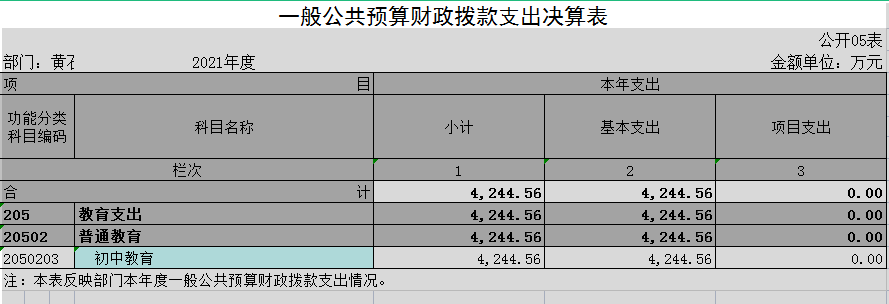 一般公共预算财政拨款支出决算表
公开05表
部门：黄石 2021年度 金额单位：万元
项 目 本年支出
功能分类
科目编码 科目名称 小计 基本支出 项目支出
栏次 1 2 3
合 计 4,244.56 4,244.56 0.00
205 教育支出 4,244.56 4,244.56 0.00
20502 普通教育 4,244.56 4,244.56 0.00
2050203 初中教育 4,244.56 4,244.56 0.00
注：本表反映部门本年度一般公共预算财政拨款支出情况。